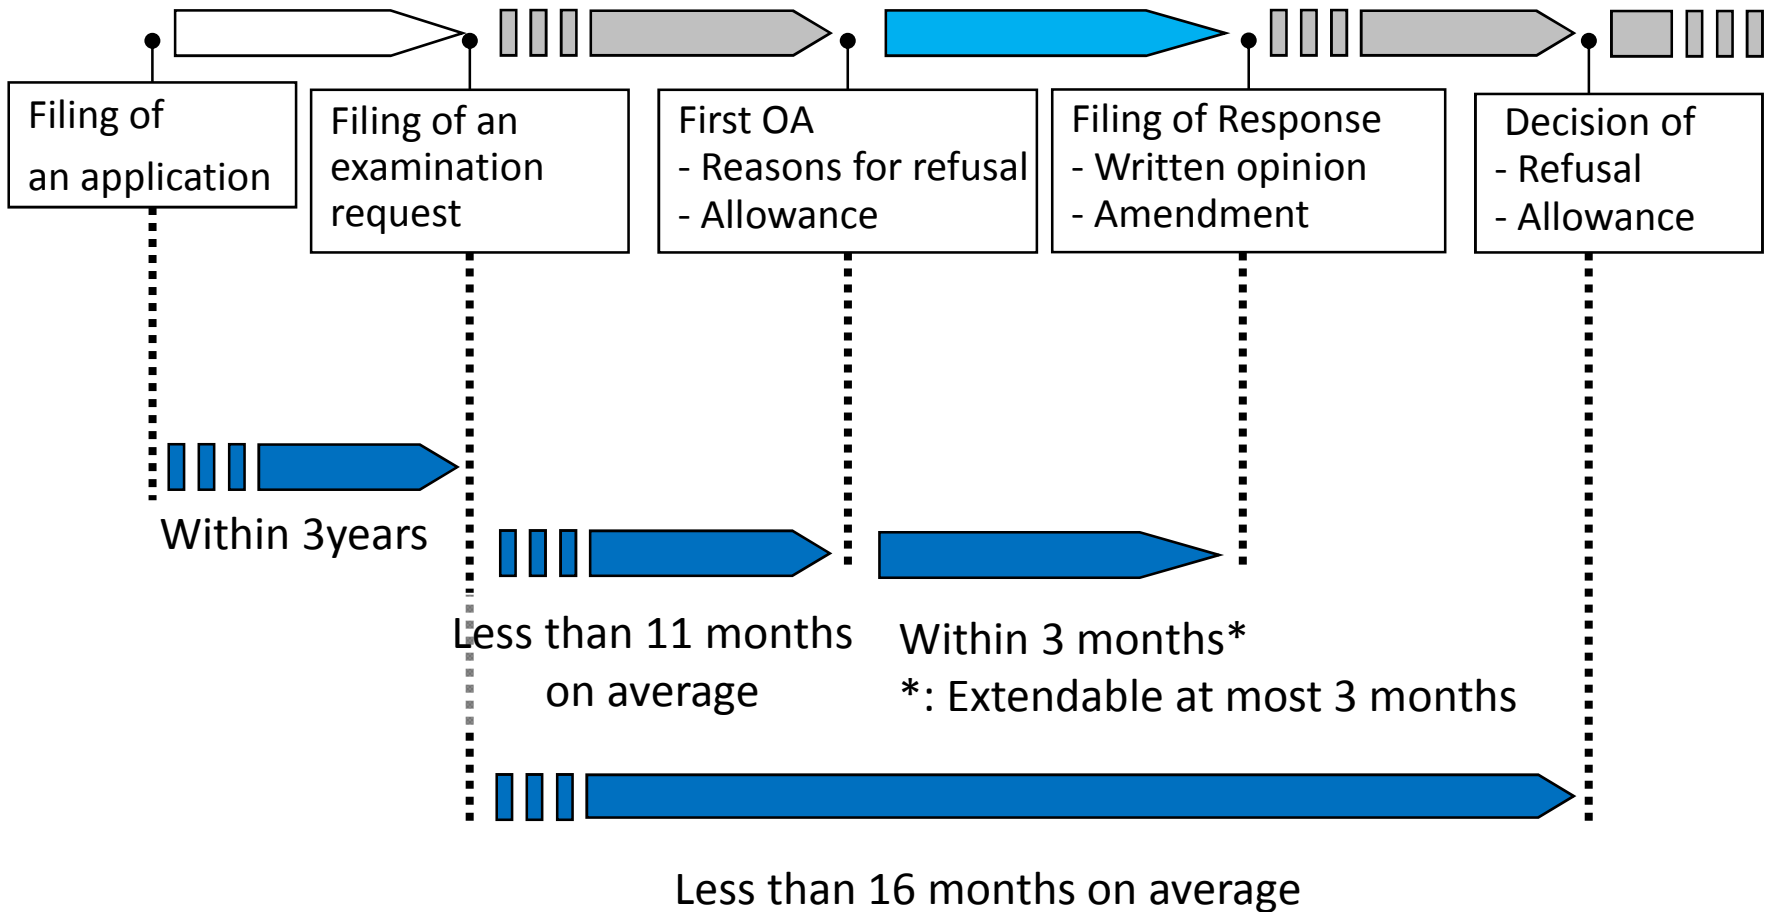 Filing of
an application
Filing of an
examination
request
First OA
- Reasons for refusal
- Allowance
Filing of Response
- Written opinion
- Amendment
Decision of
- Refusal
- Allowance
Within 3years
Less than 11 months
on average
Within 3 months*
*: Extendable at most 3 months
Less than 16 months on average